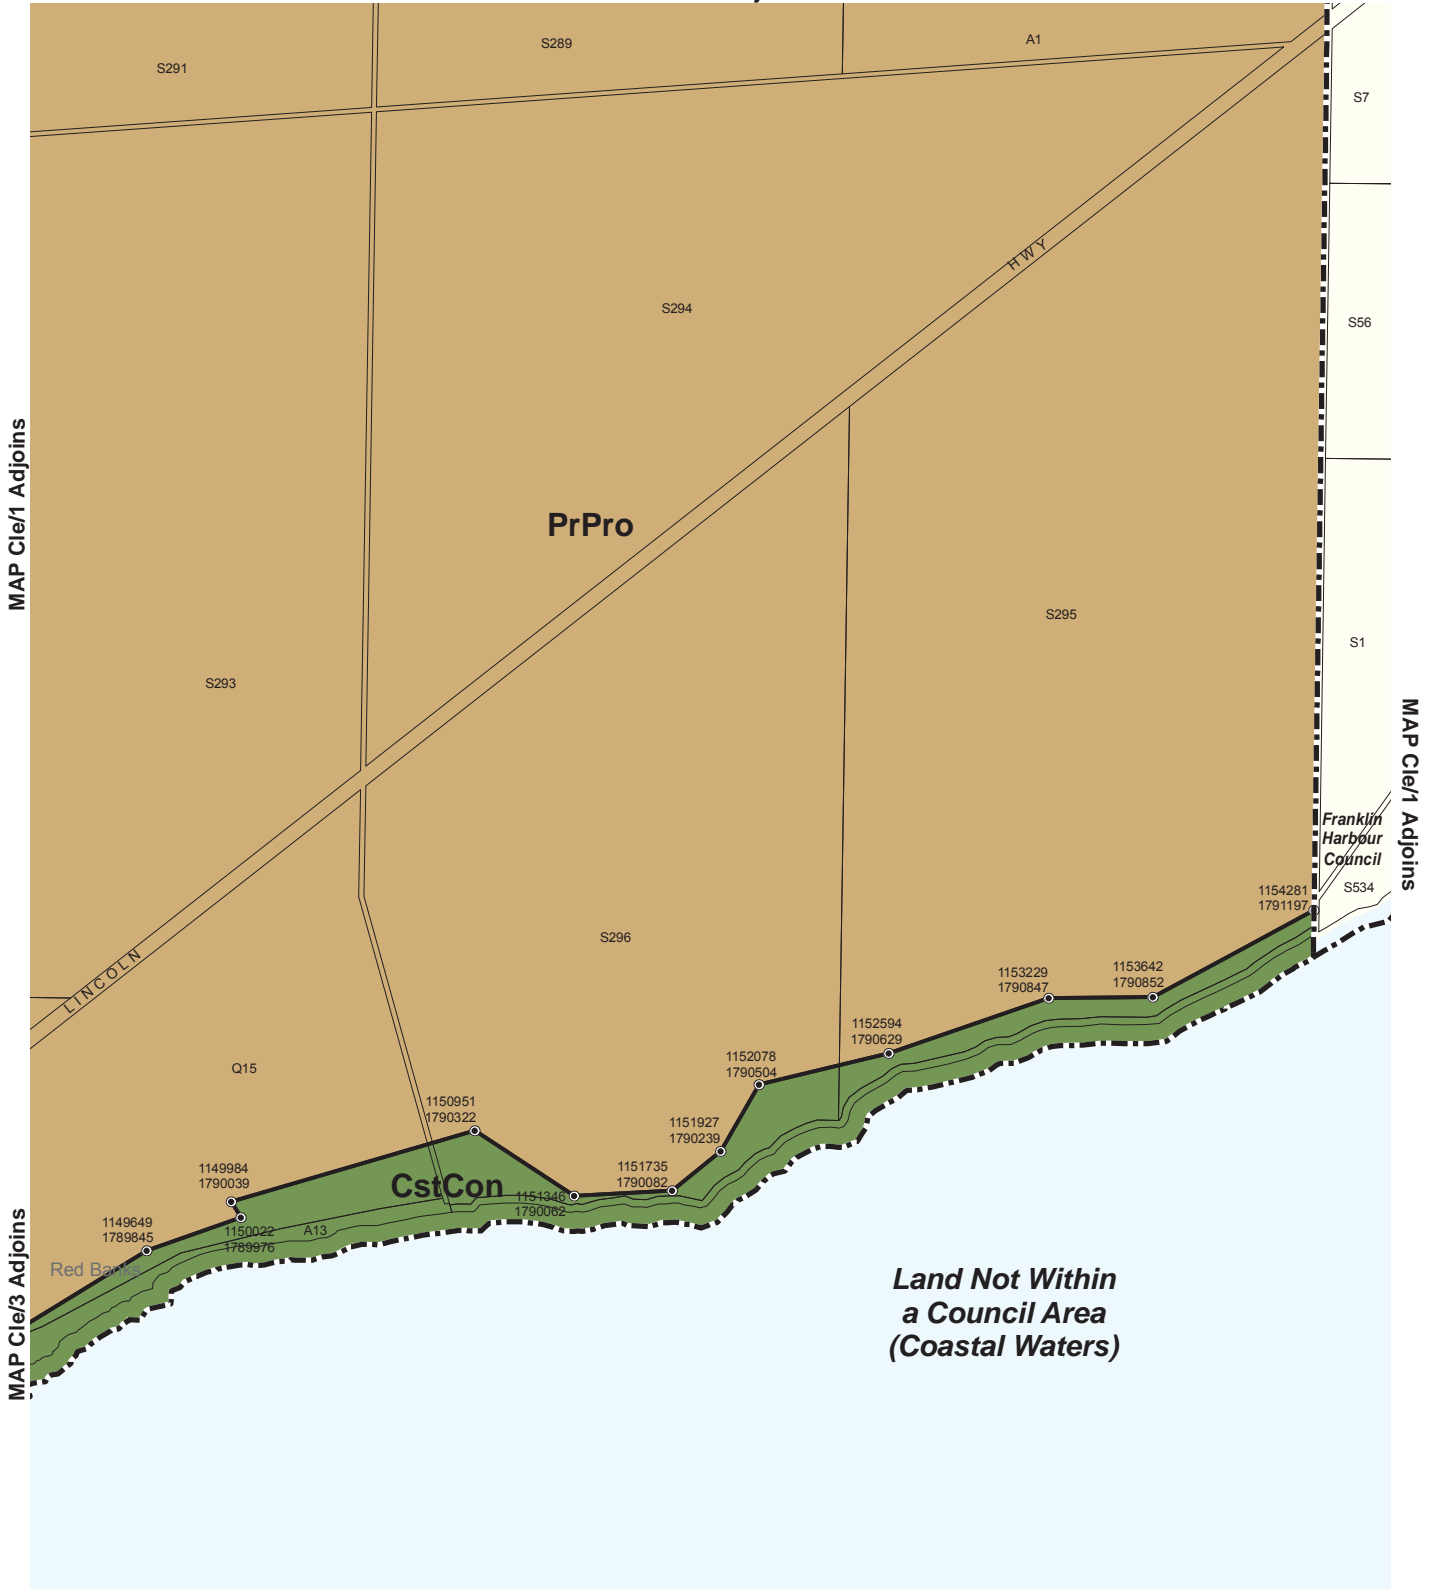 S289
A1
S291
S7
HWY
S294
S56
MAP Cle/1 Adjoins
PrPro
S295
S1
S293
MAP Cle/1 Adjoins
Franklin
Harbour
Council
S534
1154281
1791197
S296
LINCOLN
1153229
1790847
1153642
1790852
1152594
1790629
Q15
1152078
1790504
1150951
1790322
1151927
1790239
1149984
1790039
1151735
1790082
CstCon
1151346
1790062
1149649
1789845
1150022
1789976
A13
Red Banks
MAP Cle/3 Adjoins
Land Not Within
a Council Area
(Coastal Waters)